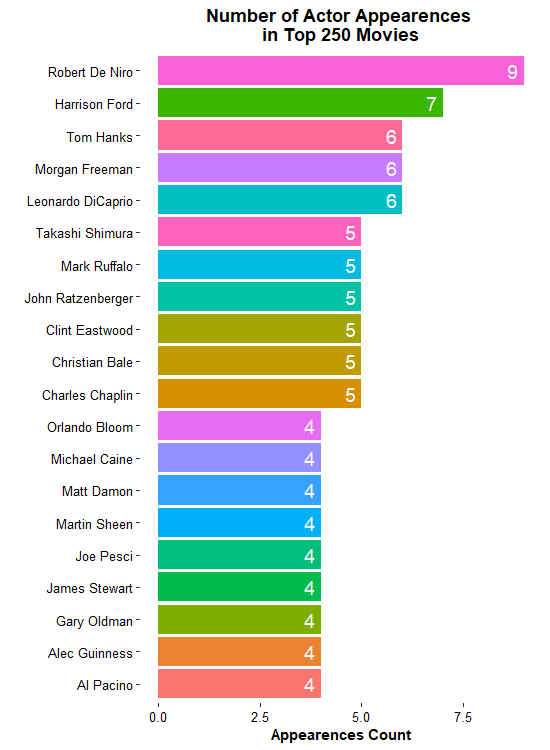 Number of Actor Appearences
in Top 250 Movies
Robert De Niro 9
Harrison Ford 7
Tom Hanks 6
Morgan Freeman 6
Leonardo DiCaprio 6
Takashi Shimura 5
Mark Ruffalo 5
John Ratzenberger 5
Clint Eastwood 5
Christian Bale 5
Charles Chaplin 5
Orlando Bloom 4
Michael Caine 4
Matt Damon 4
Martin Sheen 4
Joe Pesci 4
James Stewart 4
Gary Oldman 4
Alec Guinness 4
Al Pacino 4
0.0 2.5 5.0 7.5
Appearences Count